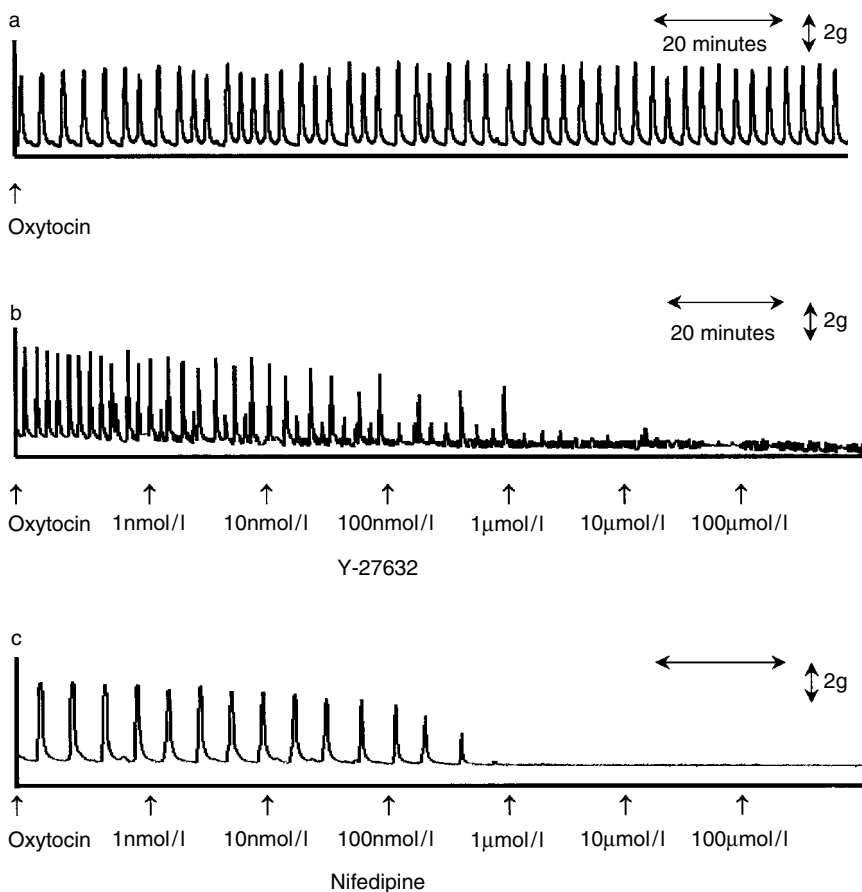 a
20 minutes 2g
↑
Oxytocin
b
20 minutes 2g
↑ ↑ ↑ ↑ ↑ ↑ ↑
Oxytocin 1nmol/l 10nmol/l 100nmol/l 1μmol/l 10μmol/l 100μmol/l
Y-27632
c
2g
↑ ↑ ↑ ↑ ↑ ↑ ↑
Oxytocin 1nmol/l 10nmol/l 100nmol/l 1μmol/l 10μmol/l 100μmol/l
Nifedipine